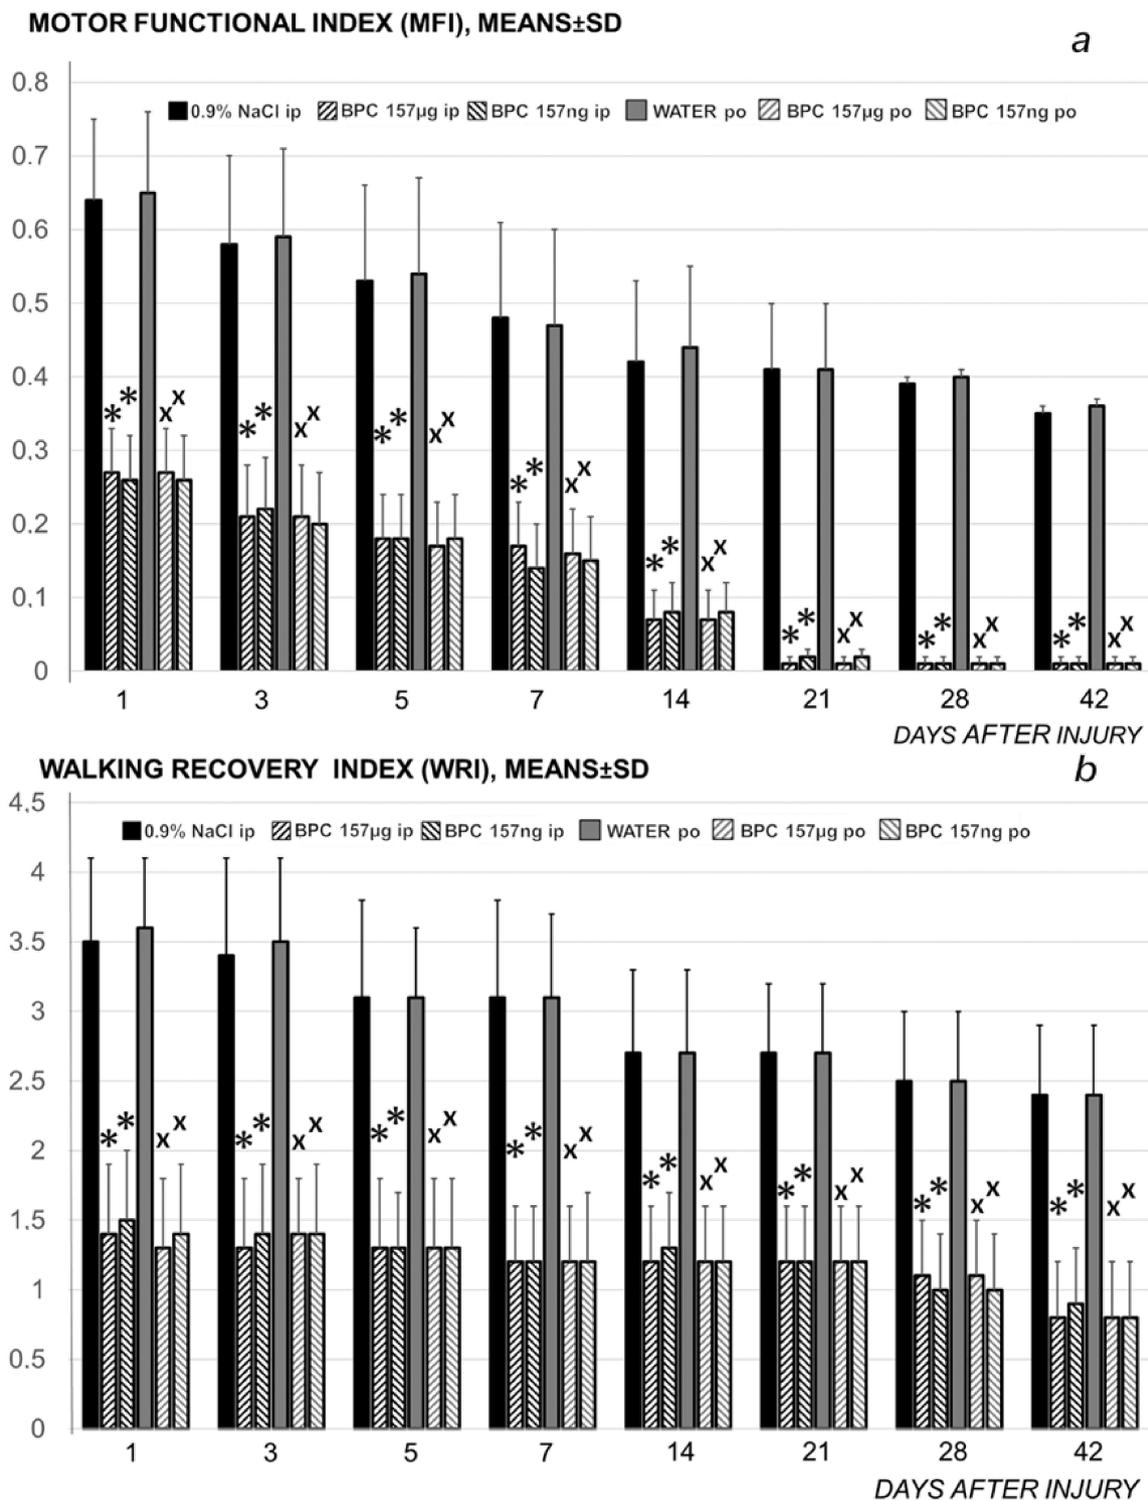 MOTOR FUNCTIONAL INDEX (MFI), MEANS±SD
a
0.8
0.9% NaCl ip BPC 157µg ip BPC 157ng ip WATER po BPC 157µg po BPC 157ng po
0.7
0.6
0.5
0.4
* * x x * * x x * * x x
0.3
* * x x
0.2
* * x x
0.1
* * x x * * x x * * x x
0
1 3 5 7 14 21 28 42
DAYS AFTER INJURY
WALKING RECOVERY INDEX (WRI), MEANS±SD
b
4.5
0.9% NaCl ip BPC 157µg ip BPC 157ng ip WATER po BPC 157µg po BPC 157ng po
4
3.5
3
2.5
* * x x * * x x * * x x * * x x
2
* * x x * * x x * * x x * * x x
1.5
1
0.5
0
1 3 5 7 14 21 28 42
DAYS AFTER INJURY